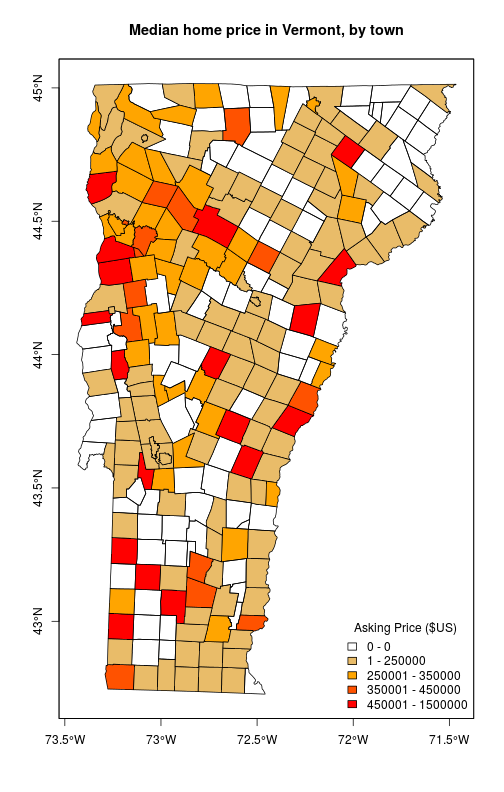 Median home price in Vermont, by town
45°N
44.5°N
44°N
43.5°N
43°N
Asking Price ($US)
0 - 0
1 - 250000
250001 - 350000
350001 - 450000
450001 - 1500000
73.5°W
73°W
72.5°W
72°W
71.5°W